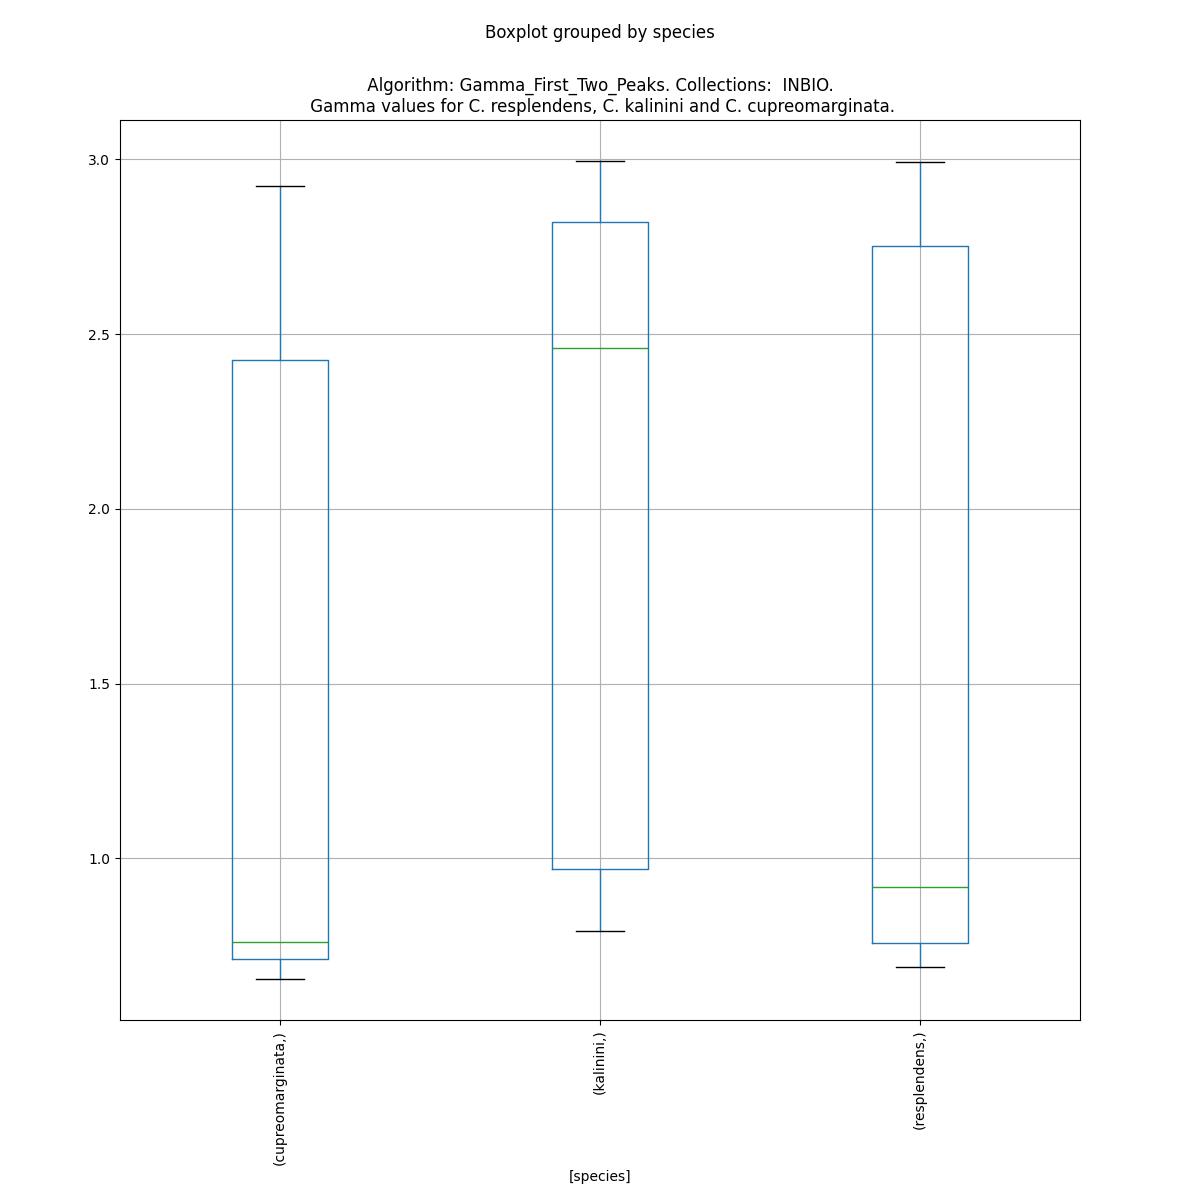 Boxplot grouped by species
Algorithm: Gamma_First_Two_Peaks. Collections:  INBIO.
Gamma values for C. resplendens, C. kalinini and C. cupreomarginata.
3.0
2.5
2.0
1.5
1.0
(cupreomarginata,)
(kalinini,)
(resplendens,)
[species]